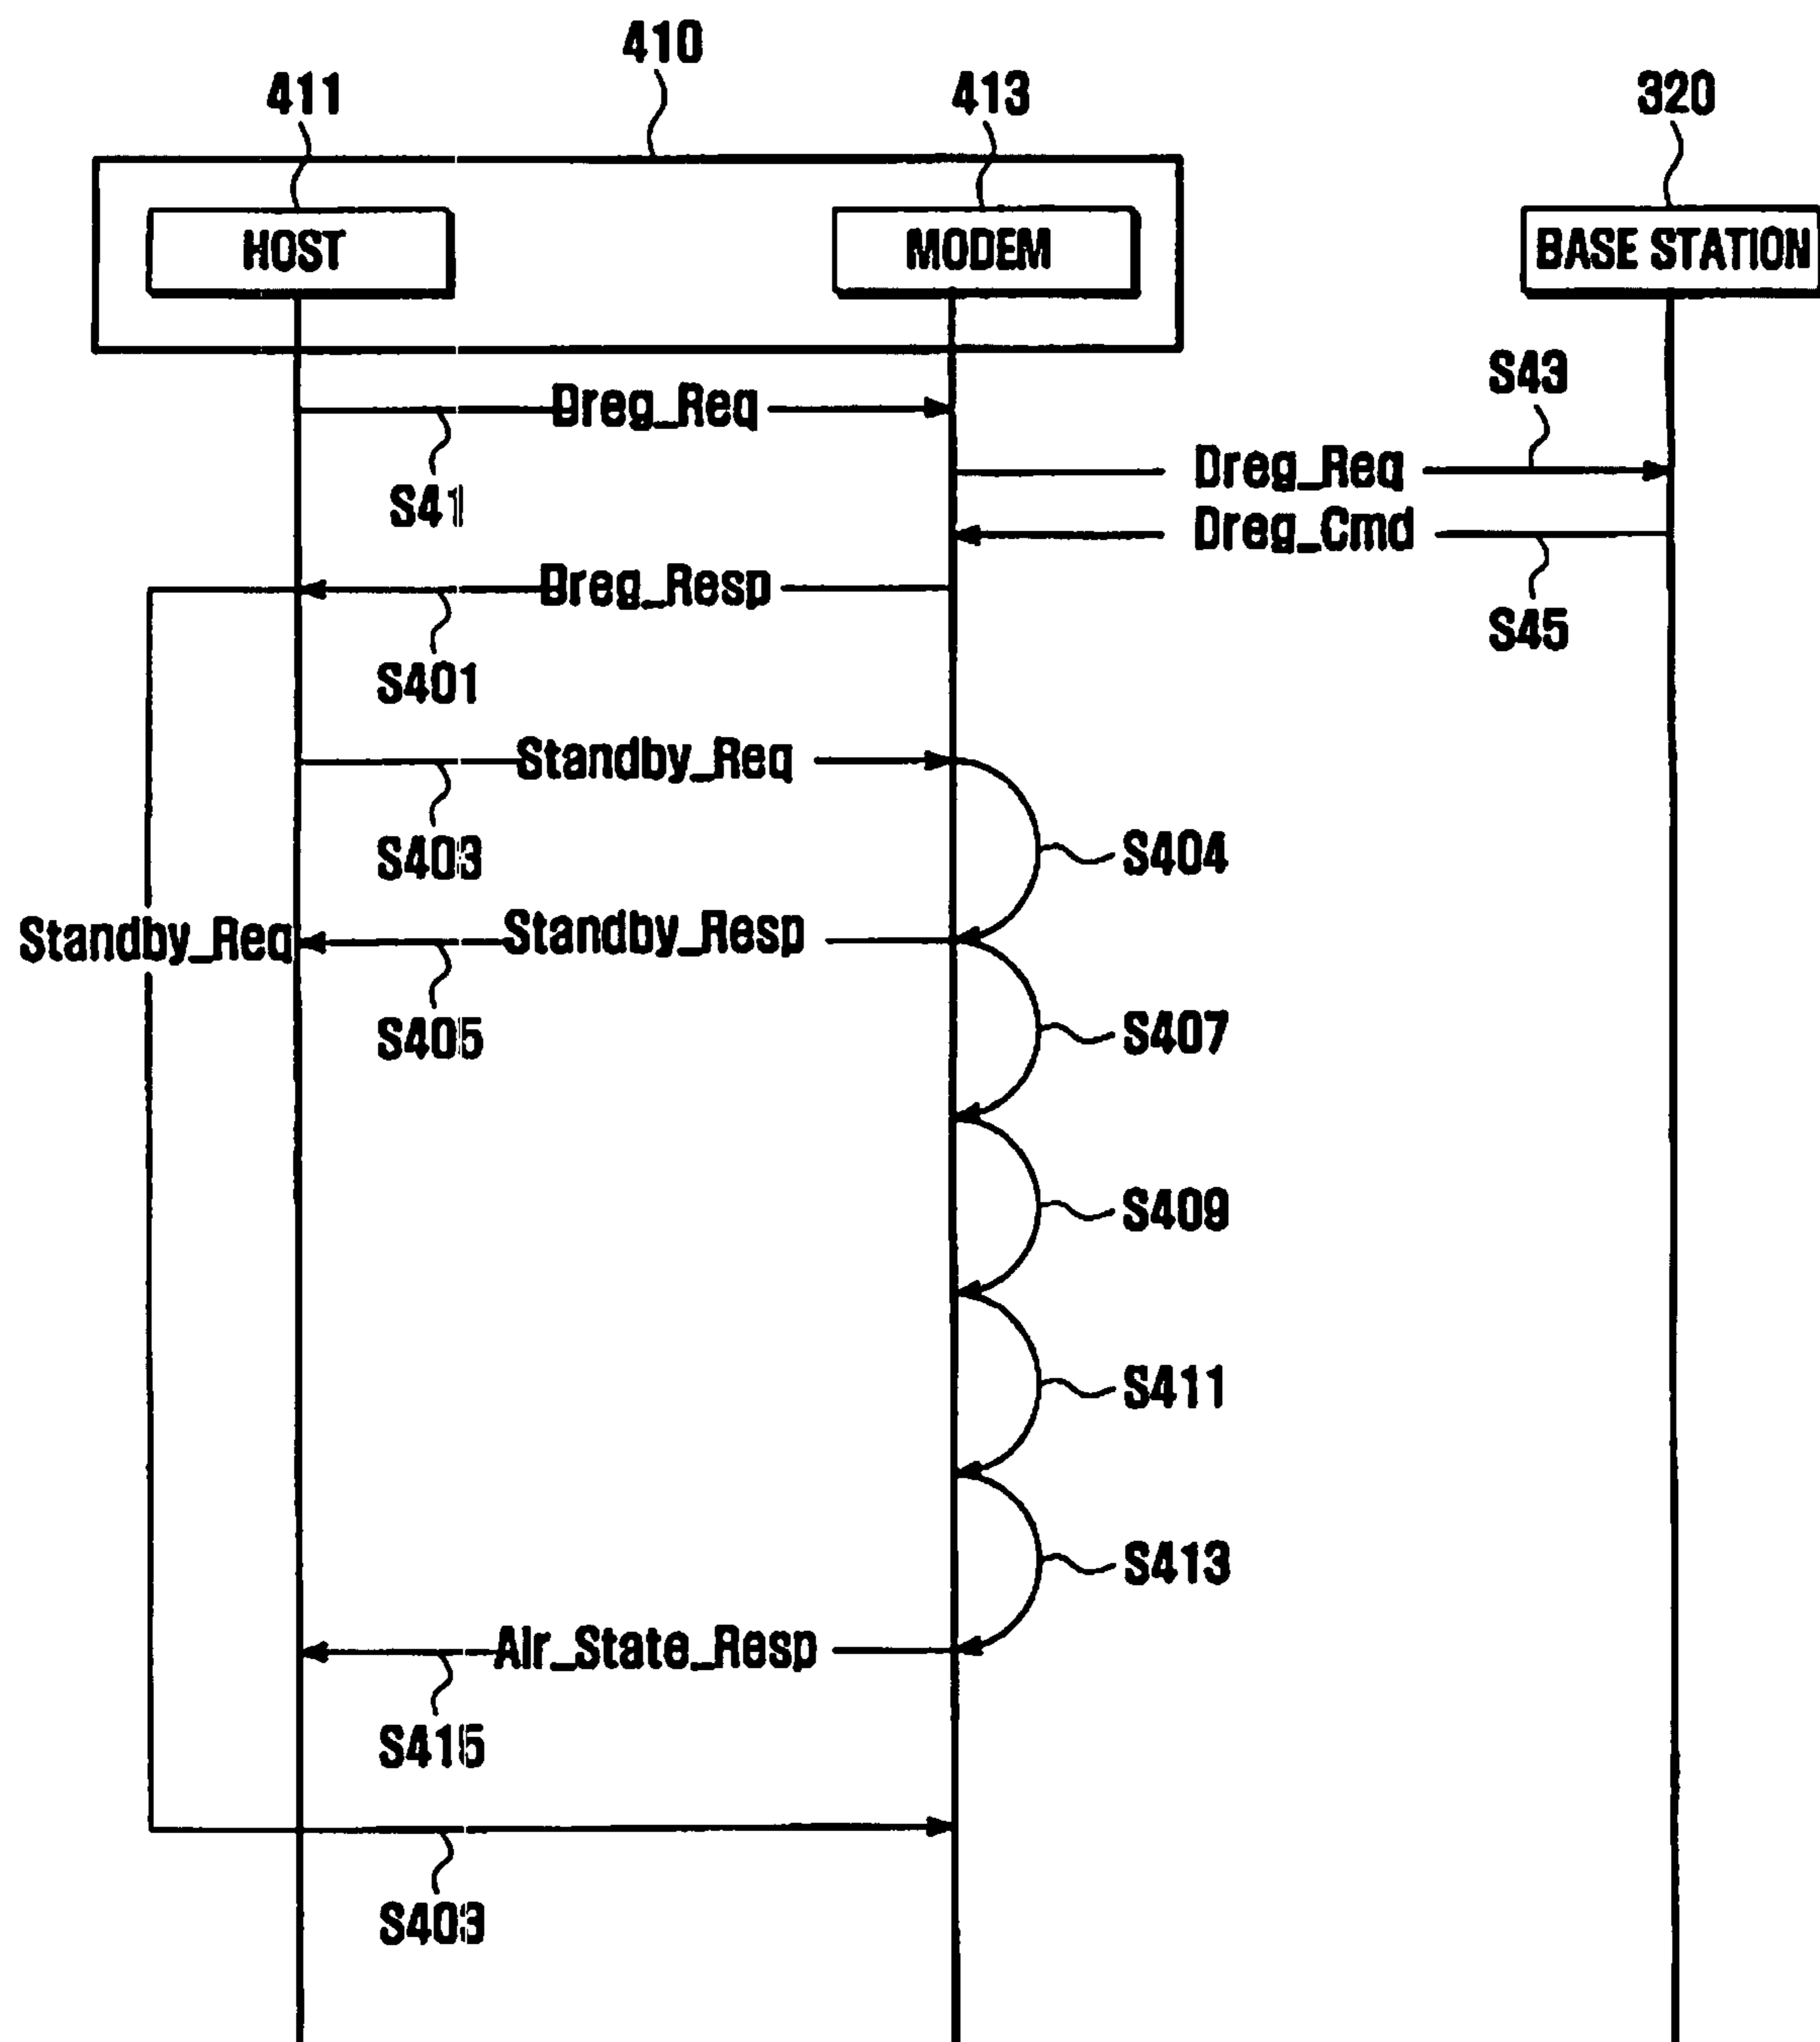 410
411
413
320
HOST
MODEM
BASE STATION
S43
Dreg_Req
Dreg_Req
S41
Dreg_Cmd
Dreg_Resp
S45
S401
Standby_Req
S403
S404
Standby_Req
Standby_Resp
S405
S407
S409
S411
S413
Air_State_Resp
S415
S403